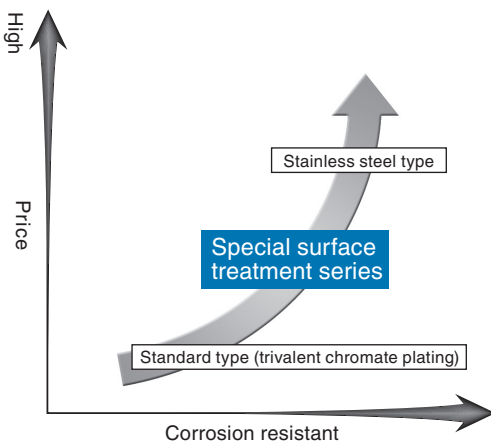 High
Price
Stainless steel type
Special surface
treatment series
Standard type (trivalent chromate plating)
Corrosion resistant